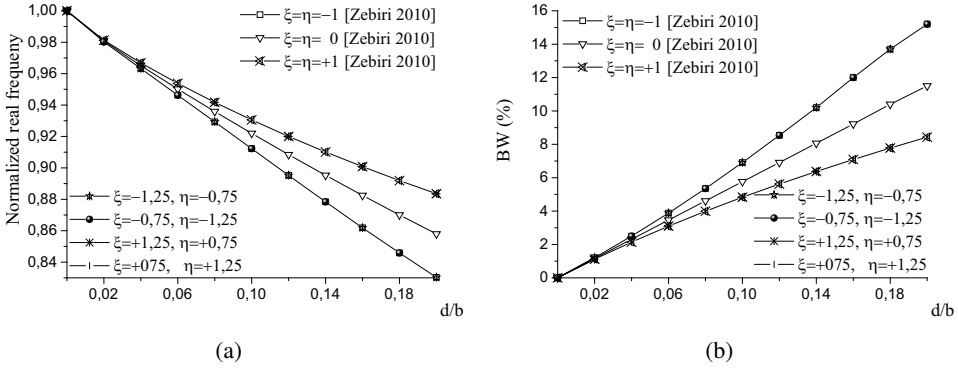 Normalized real frequeny
1,00
0,98
0,96
0,94
0,92
0,90
0,88
0,86
0,84
ξ=η=−1 [Zebiri 2010]
ξ=η= 0 [Zebiri 2010]
ξ=η=+1 [Zebiri 2010]
ξ=−1,25, η=−0,75
ξ=−0,75, η=−1,25
ξ=+1,25, η=+0,75
ξ=+075, η=+1,25
0,02 0,06 0,10 0,14 0,18
d/b
(a)
BW (%)
16
14
12
10
8
6
4
2
0
ξ=η=−1 [Zebiri 2010]
ξ=η= 0 [Zebiri 2010]
ξ=η=+1 [Zebiri 2010]
ξ=−1,25, η=−0,75
ξ=−0,75, η=−1,25
ξ=+1,25, η=+0,75
ξ=+075, η=+1,25
0,02 0,06 0,10 0,14 0,18
d/b
(b)